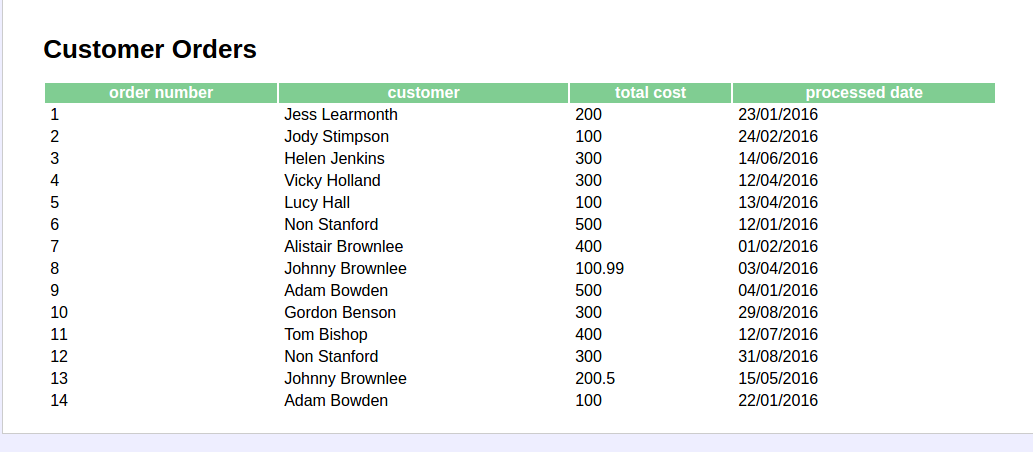 Customer Orders
order number customer total cost processed date
1 Jess Learmonth 200 23/01/2016
2 Jody Stimpson 100 24/02/2016
3 Helen Jenkins 300 14/06/2016
4 Vicky Holland 300 12/04/2016
5 Lucy Hall 100 13/04/2016
6 Non Stanford 500 12/01/2016
7 Alistair Brownlee 400 01/02/2016
8 Johnny Brownlee 100.99 03/04/2016
9 Adam Bowden 500 04/01/2016
10 Gordon Benson 300 29/08/2016
11 Tom Bishop 400 12/07/2016
12 Non Stanford 300 31/08/2016
13 Johnny Brownlee 200.5 15/05/2016
14 Adam Bowden 100 22/01/2016